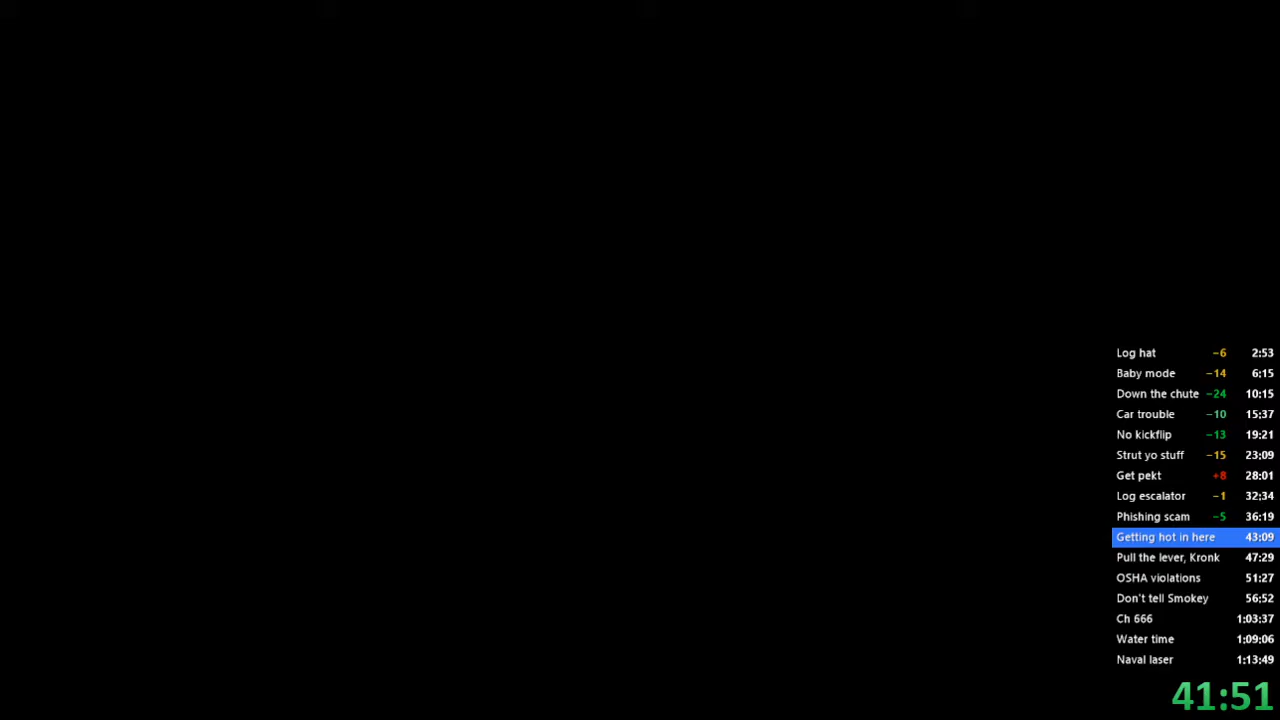 Log hat -6 2:53
Baby mode -14 6:15
Down the chute -24 10:15
Car trouble -10 15:37
No kickflip -13 19:21
Strut yo stuff -15 23:09
Get pekt +8 28:01
Log escalator -1 32:34
Phishing scam -5 36:19
Getting hot in here 43:09
Pull the lever, Kronk 47:29
OSHA violations 51:27
Don't tell Smokey 56:52
Ch 666 1:03:37
Water time 1:09:06
Naval laser 1:13:49
41:51